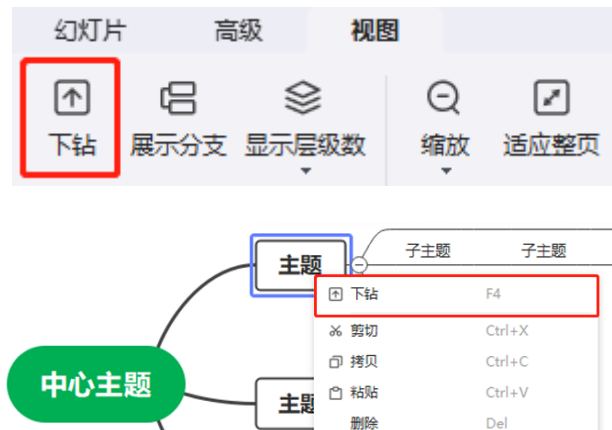 幻灯片 高级 视图
下钻 展示分支 显示层级数 缩放 适应整页
主题 子主题 子主题
下钻 F4
剪切 Ctrl+X
拷贝 Ctrl+C
中心主题
主题 粘贴 Ctrl+V
删除 Del